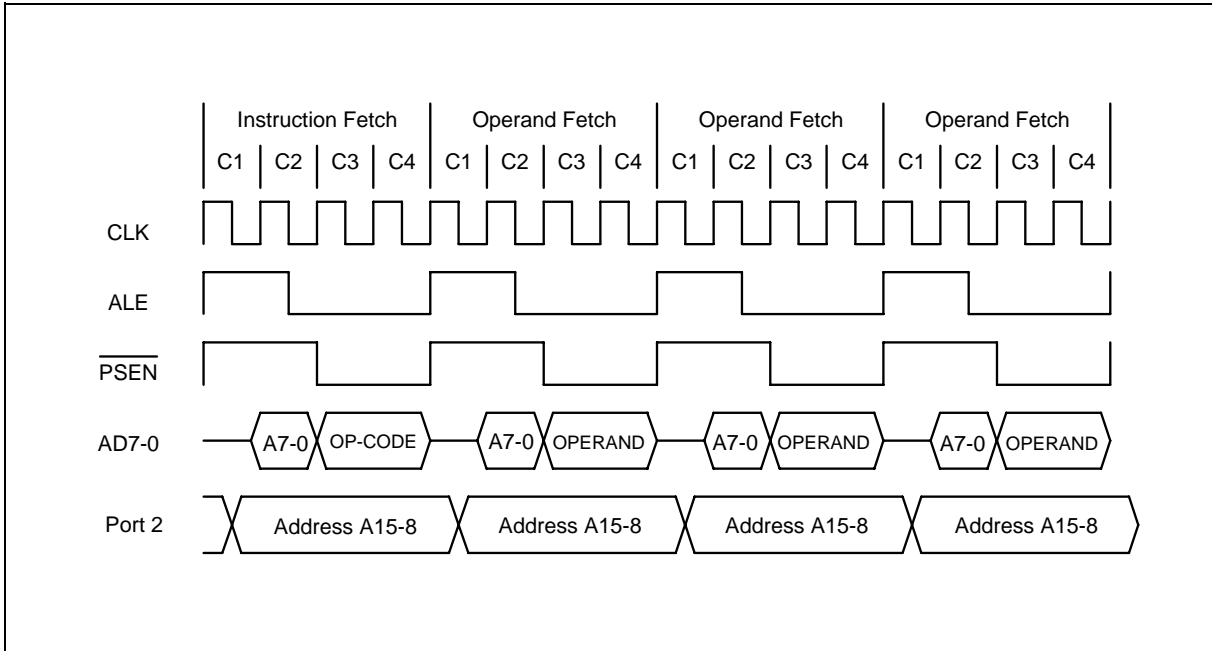 Instruction Fetch Operand Fetch Operand Fetch Operand Fetch
C1 C2 C3 C4 C1 C2 C3 C4 C1 C2 C3 C4 C1 C2 C3 C4
CLK
ALE
PSEN
AD7-0 A7-0 OP-CODE A7-0 OPERAND A7-0 OPERAND A7-0 OPERAND
Port 2 Address A15-8 Address A15-8 Address A15-8 Address A15-8